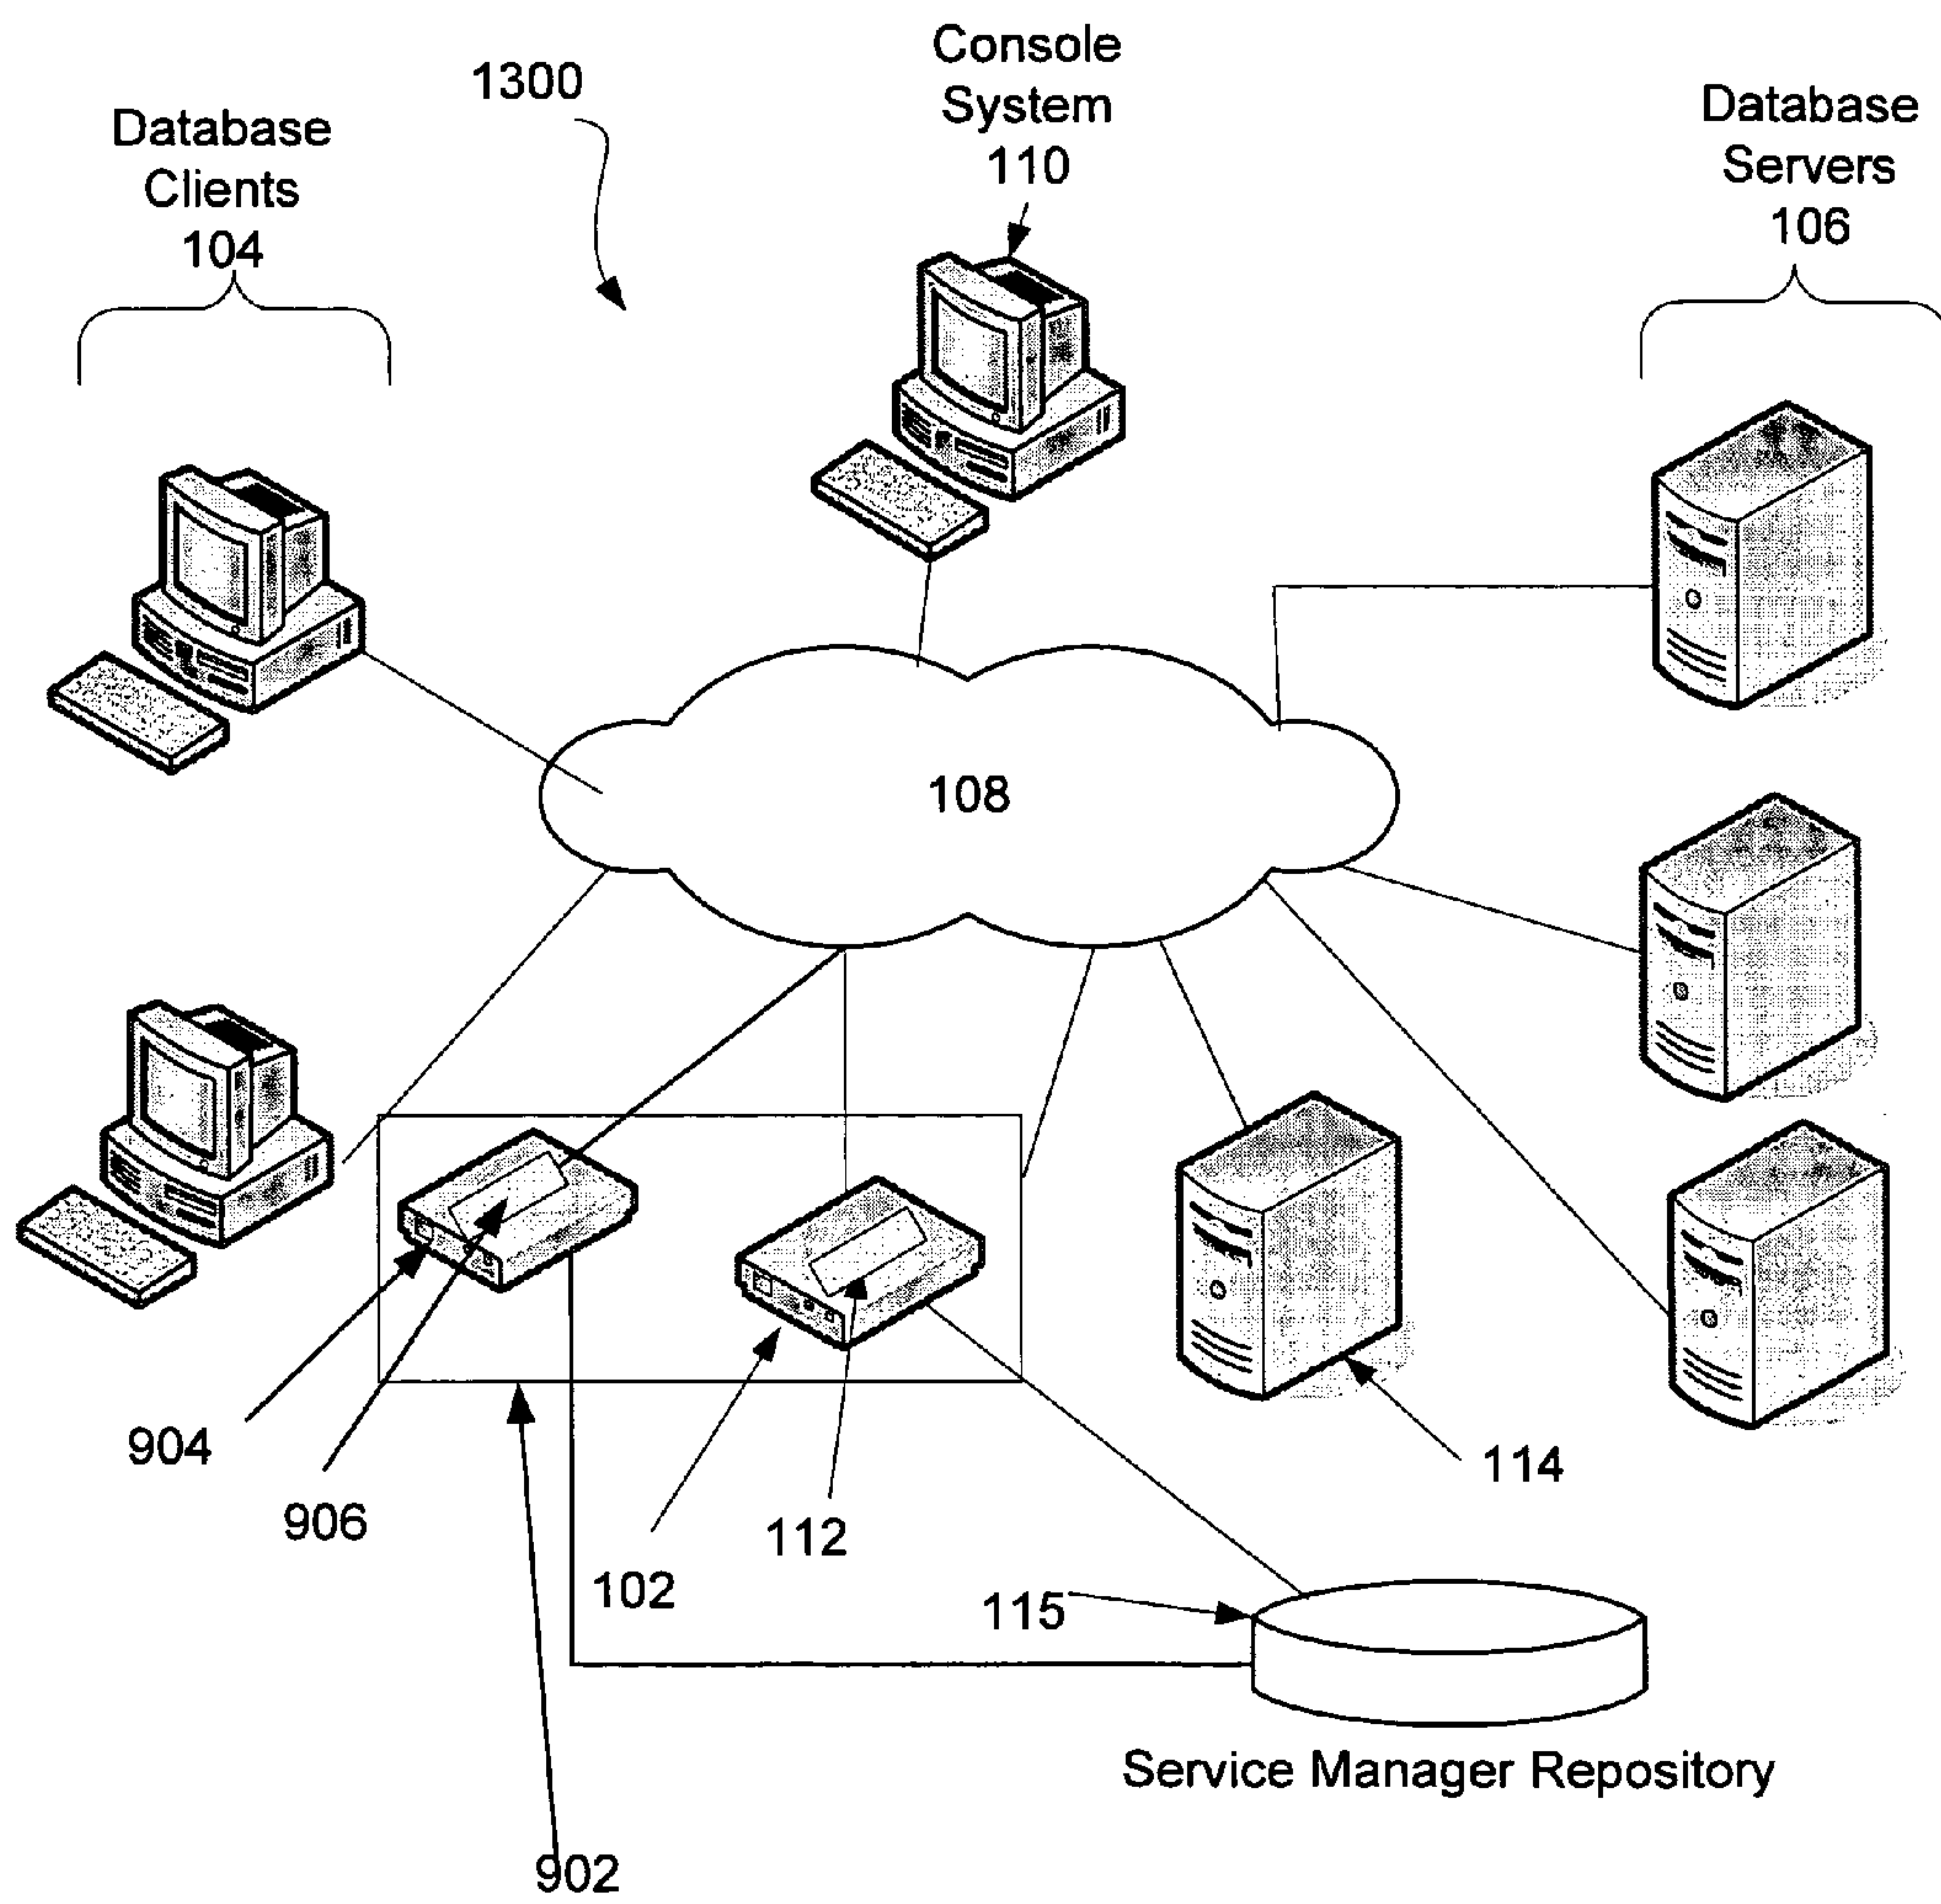 Console
System
110
1300
Database
Clients
104
Database
Servers
106
108
904
906
102
112
114
115
Service Manager Repository
902